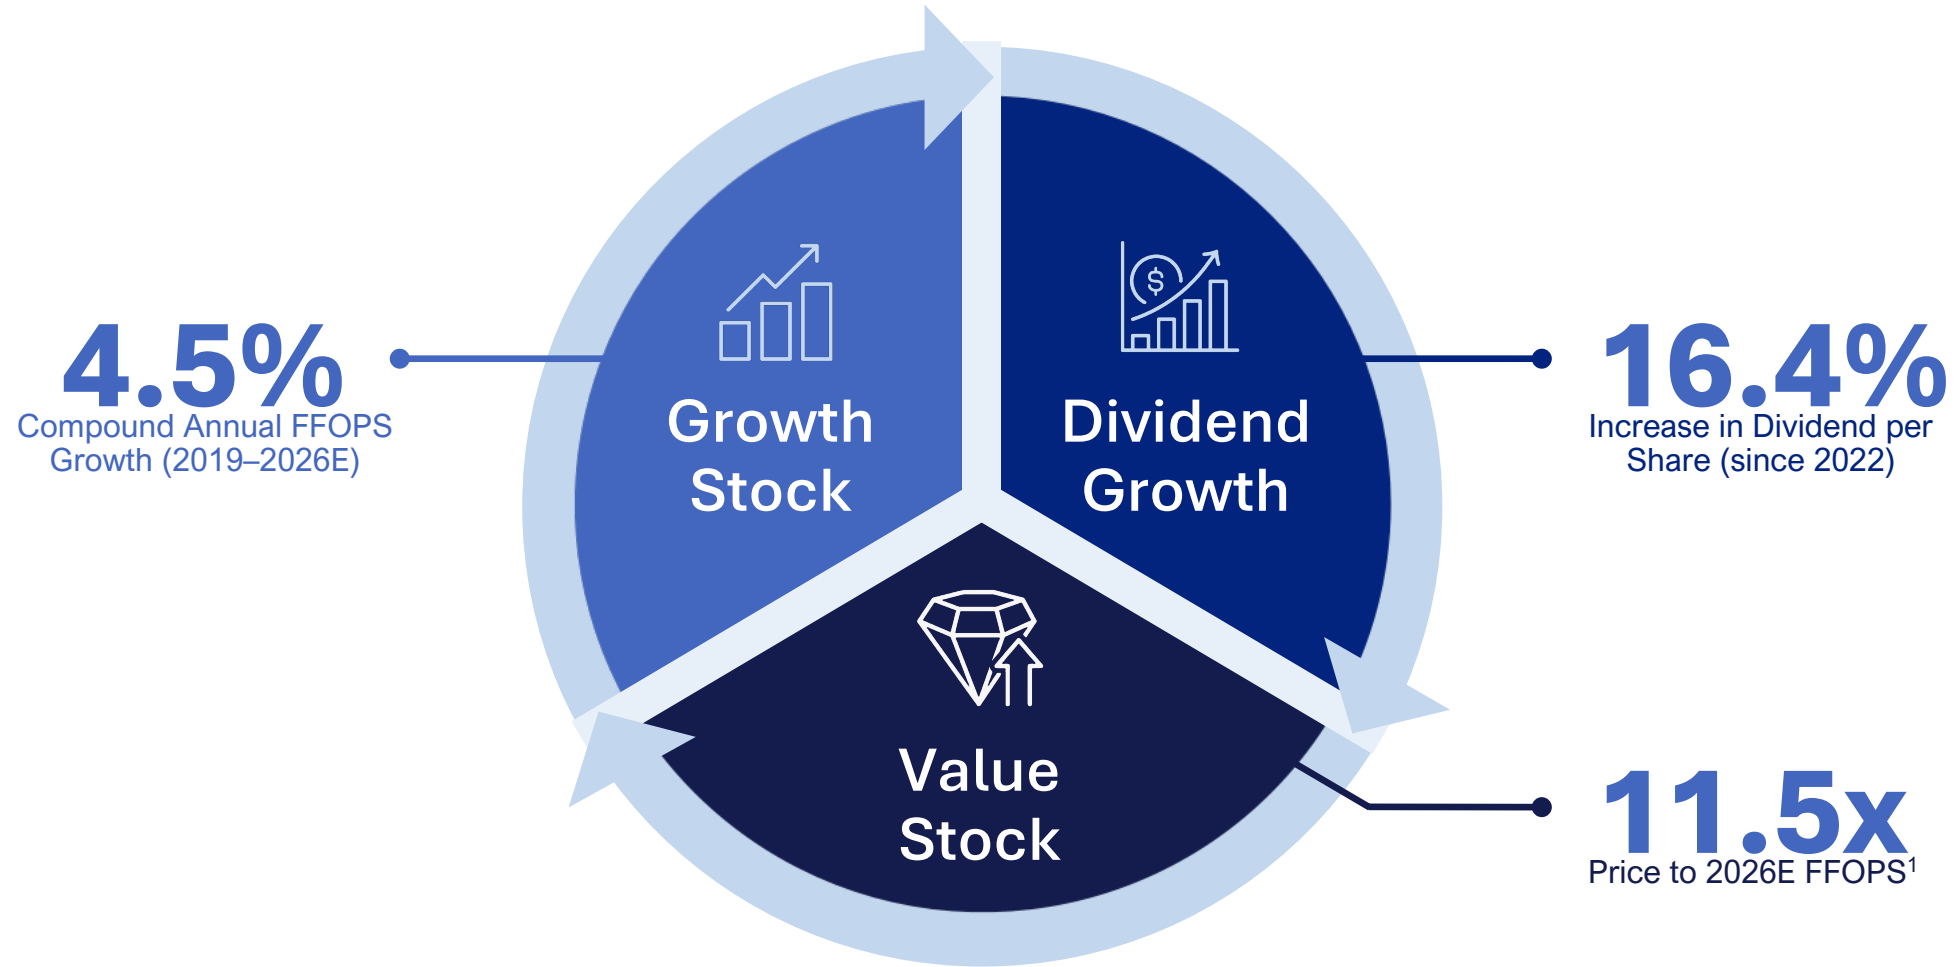 4.5%
Compound Annual FFOPS
Growth (2019–2026E)
Growth
Stock
Dividend
Growth
16.4%
Increase in Dividend per
Share (since 2022)
Value
Stock
11.5x
Price to 2026E FFOPS¹
$